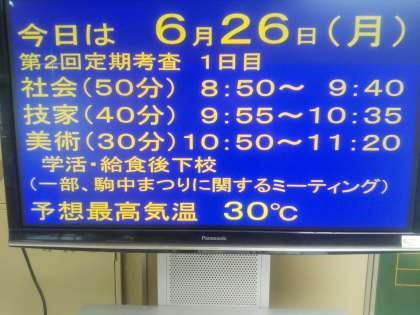 今日は 6月26日(月)
第2回定期考査 1日目
社会(50分) 8:50〜 9:40
技家(40分) 9:55〜10:35
美術(30分)10:50〜11:20
学活・給食後下校
(一部、駒中まつりに関するミーティング)
予想最高気温 30℃
Panasonic